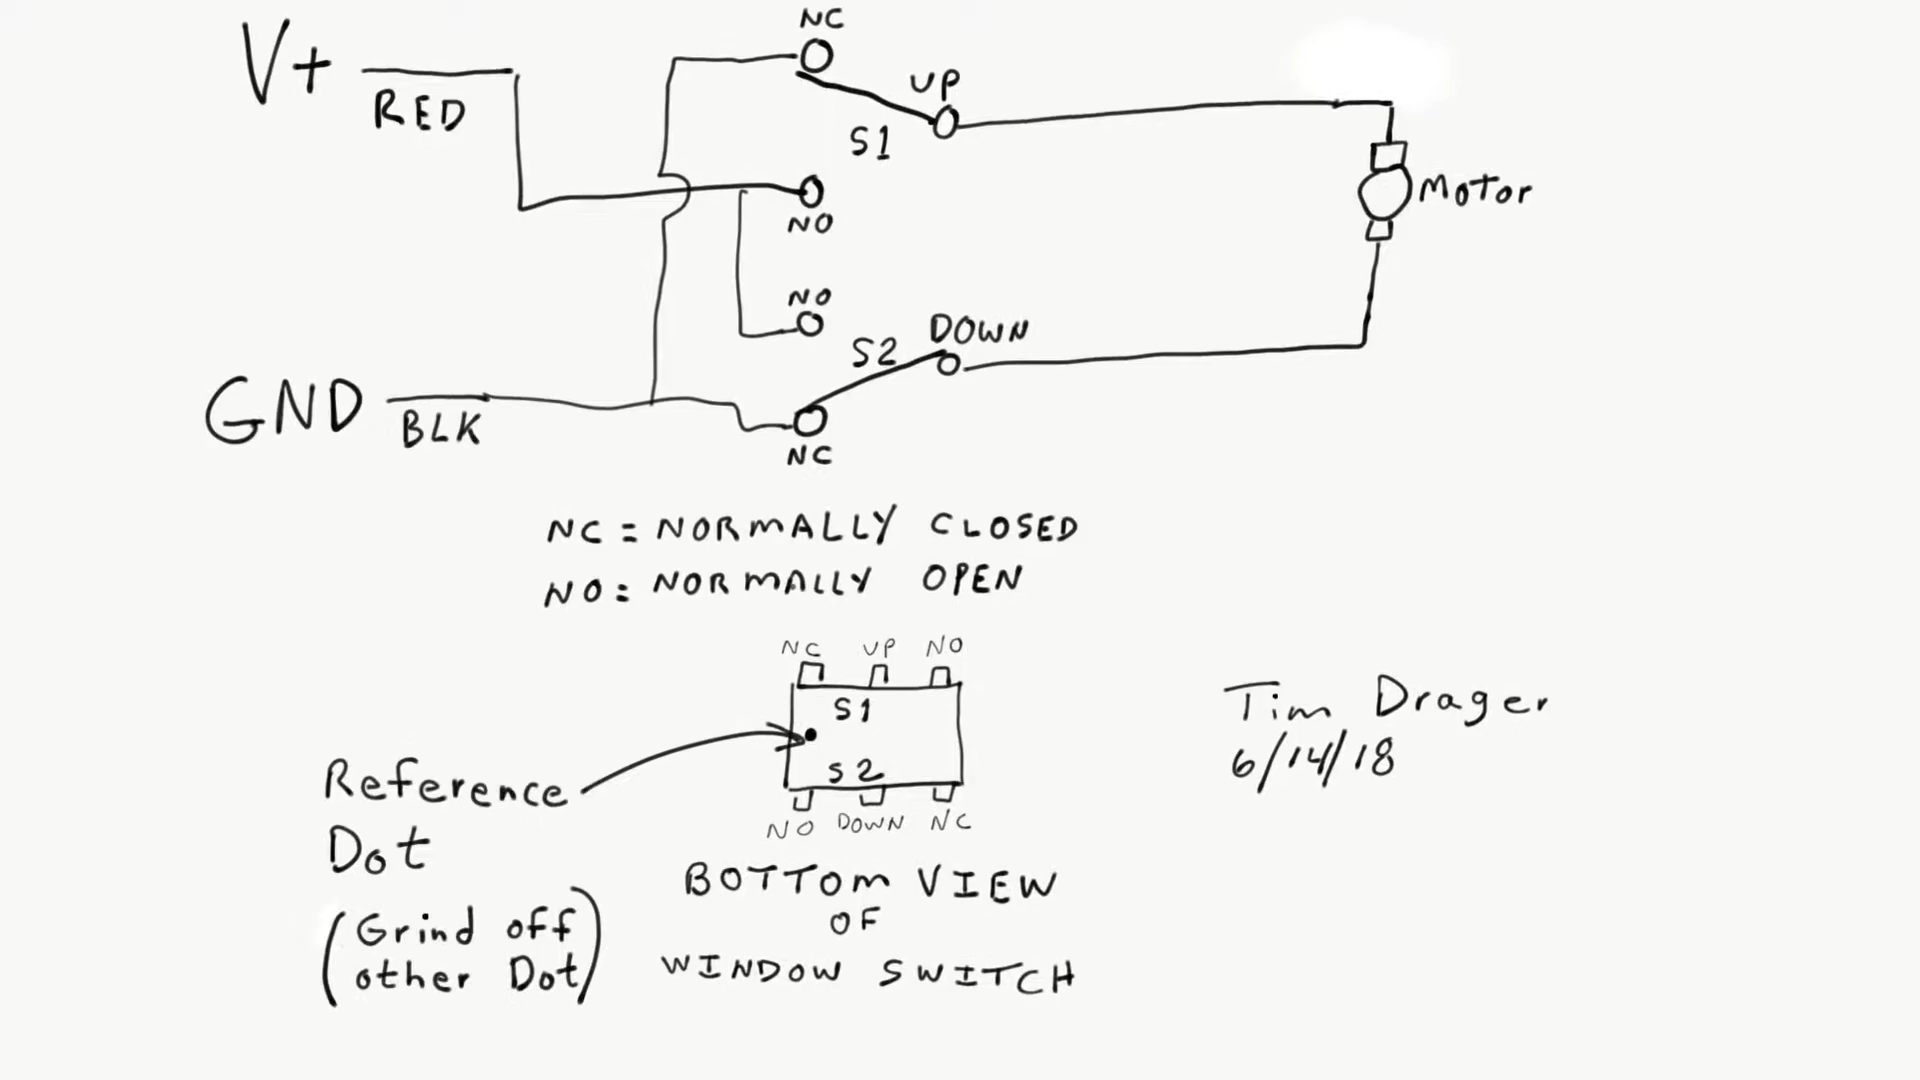 NC
V+
RED
UP
S1
Motor
NO
NO
S2
DOWN
GND
BLK
NC
NC = NORMALLY CLOSED
NO = NORMALLY OPEN
NC UP NO
S1
S2
NO DOWN NC
Reference
Dot
(Grind off
other Dot)
BOTTOM VIEW
OF
WINDOW SWITCH
Tim Drager
6/14/18